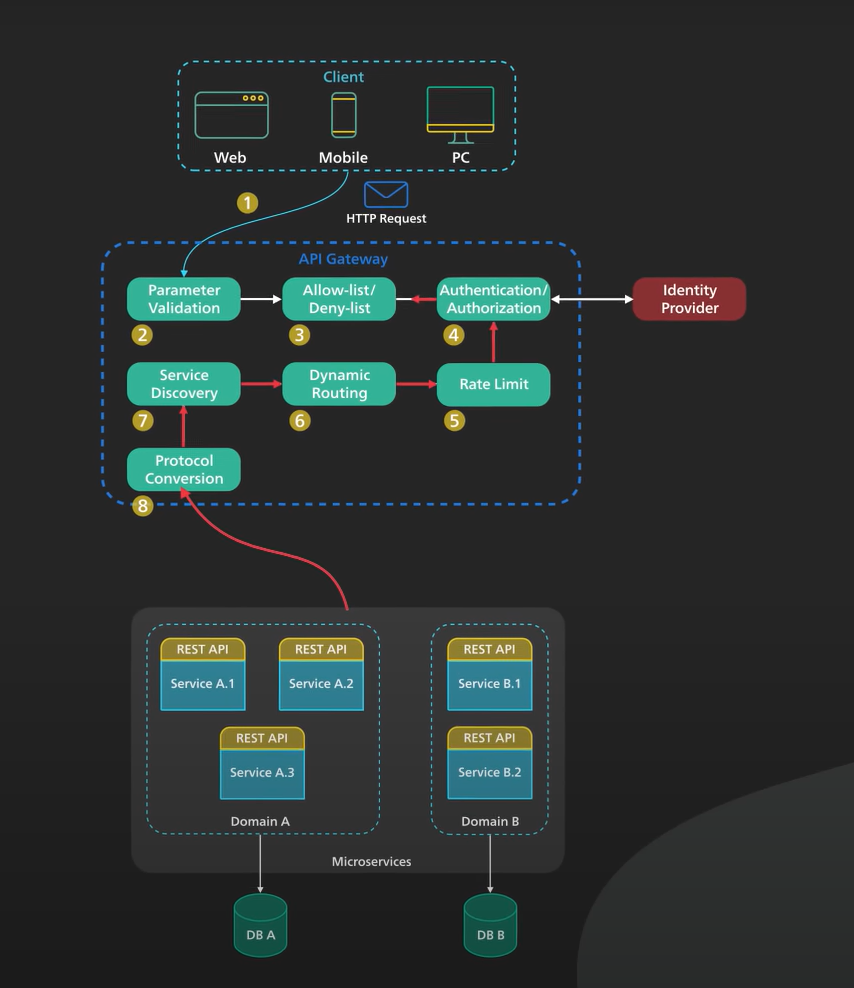 Client
Web
Mobile
PC
1
HTTP Request
API Gateway
Parameter
Validation
2
Allow-list/
Deny-list
3
Authentication/
Authorization
4
Identity
Provider
Service
Discovery
7
Dynamic
Routing
6
Rate Limit
5
Protocol
Conversion
8
REST API
Service A.1
REST API
Service A.2
REST API
Service B.1
REST API
Service A.3
REST API
Service B.2
Domain A
Domain B
Microservices
DB A
DB B